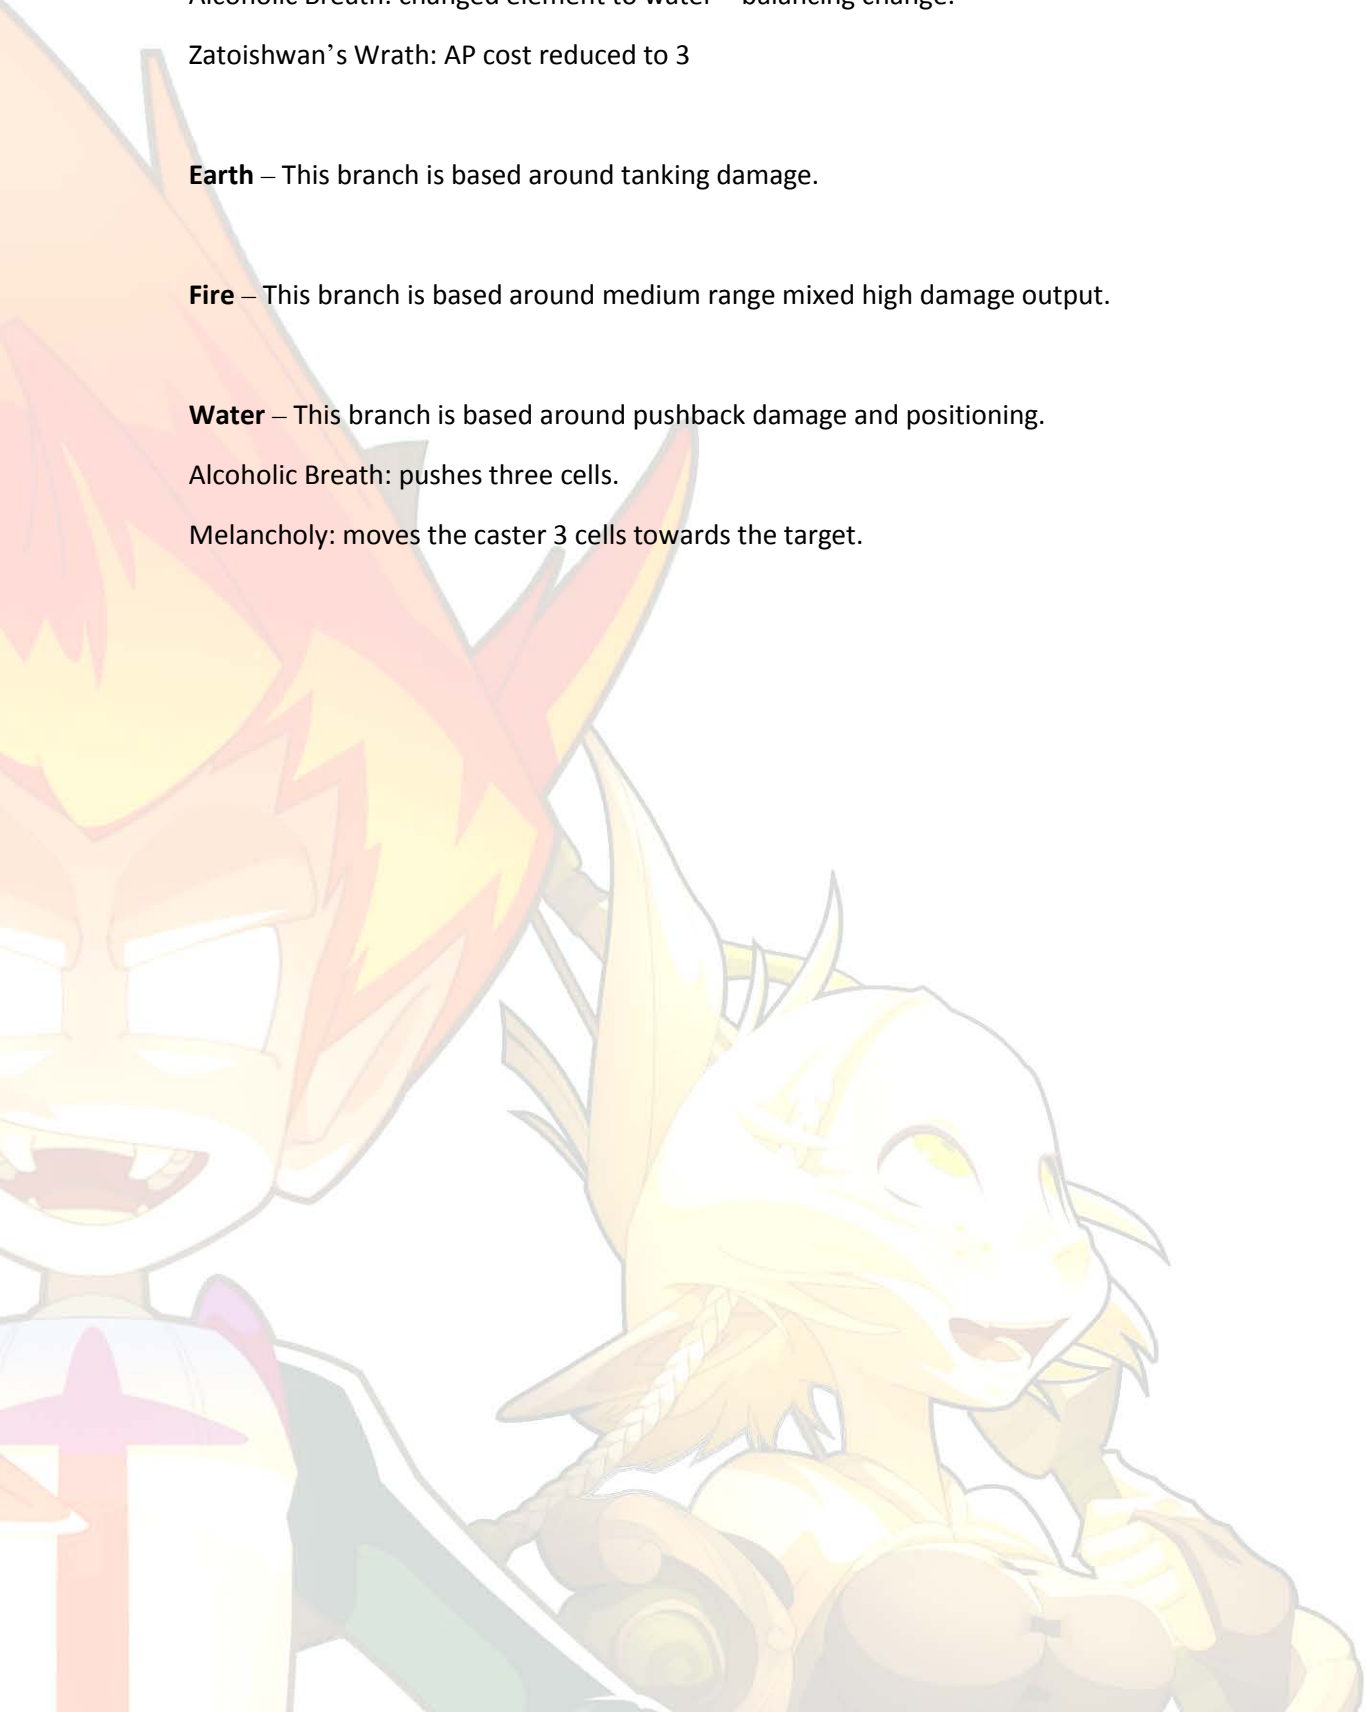 Alcoholic Breath: changed element to water – balancing change.
Zatoishwan's Wrath: AP cost reduced to 3
Earth – This branch is based around tanking damage.
Fire – This branch is based around medium range mixed high damage output.
Water – This branch is based around pushback damage and positioning.
Alcoholic Breath: pushes three cells.
Melancholy: moves the caster 3 cells towards the target.